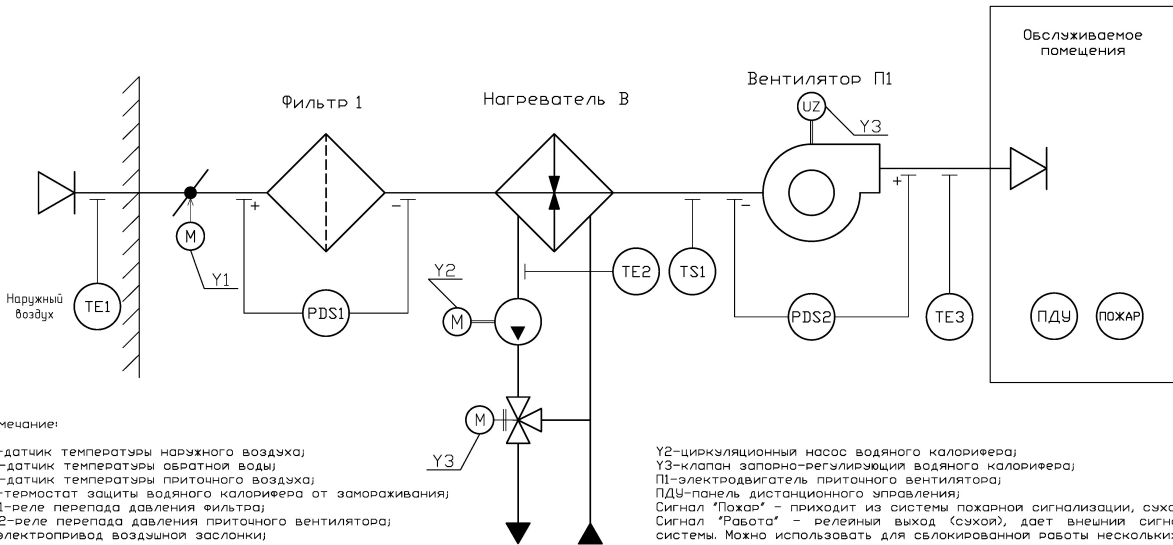 Обслуживаемое
помещения
Вентилятор П1
Фильтр 1
Нагреватель В
UZ
Y3
+
-
+
-
M
Y1
Y2
TE2
TS1
Наружный
воздух
TE1
PDS1
M
PDS2
TE3
ПДУ
ПОЖАР
M
Y3
мечание:
-датчик температуры наружного воздуха;
-датчик температуры обратной воды;
-датчик температуры приточного воздуха;
-термостат защиты водяного калорифера от замораживания;
1-реле перепада давления фильтра;
2-реле перепада давления приточного вентилятора;
электропривод воздушной заслонки;
Y2-циркуляционный насос водяного калорифера;
Y3-клапан запорно-регулирующий водяного калорифера;
П1-электродвигатель приточного вентилятора;
ПДУ-панель дистанционного управления;
Сигнал "Пожар" - приходит из системы пожарной сигнализации, сухо
Сигнал "Работа" - релейный выход (сухой), дает внешний сигн
системы. Можно использовать для сблокированной работы нескольки